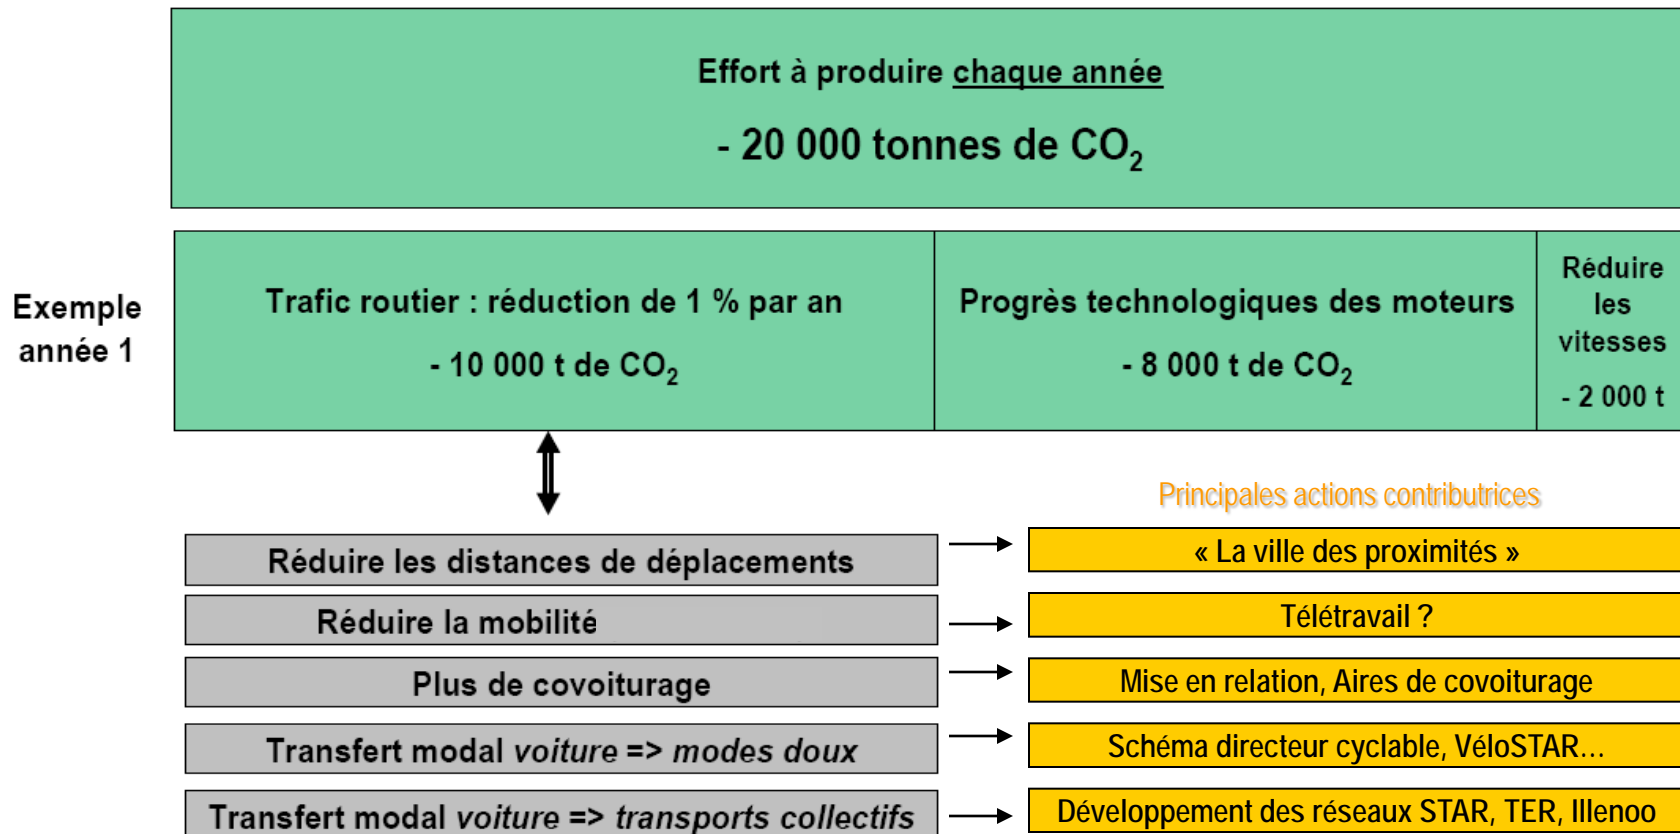 Effort à produire chaque année
- 20 000 tonnes de CO₂
Exemple
année 1
Trafic routier : réduction de 1 % par an
- 10 000 t de CO₂
Progrès technologiques des moteurs
- 8 000 t de CO₂
Réduire
les
vitesses
- 2 000 t
Principales actions contributrices
Réduire les distances de déplacements
« La ville des proximités »
Réduire la mobilité
Télétravail ?
Plus de covoiturage
Mise en relation, Aires de covoiturage
Transfert modal voiture => modes doux
Schéma directeur cyclable, VéloSTAR…
Transfert modal voiture => transports collectifs
Développement des réseaux STAR, TER, Illenoo